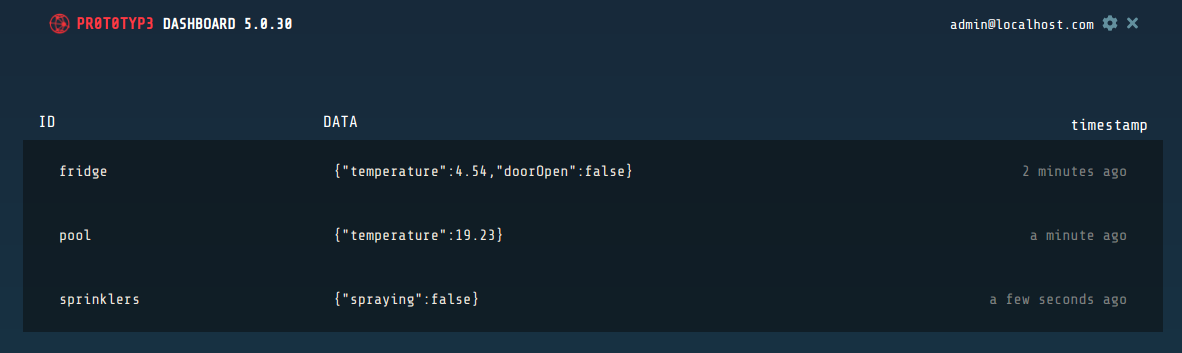 PR0T0TYP3 DASHBOARD 5.0.30 admin@localhost.com
ID DATA timestamp
fridge {"temperature":4.54,"doorOpen":false} 2 minutes ago
pool {"temperature":19.23} a minute ago
sprinklers {"spraying":false} a few seconds ago